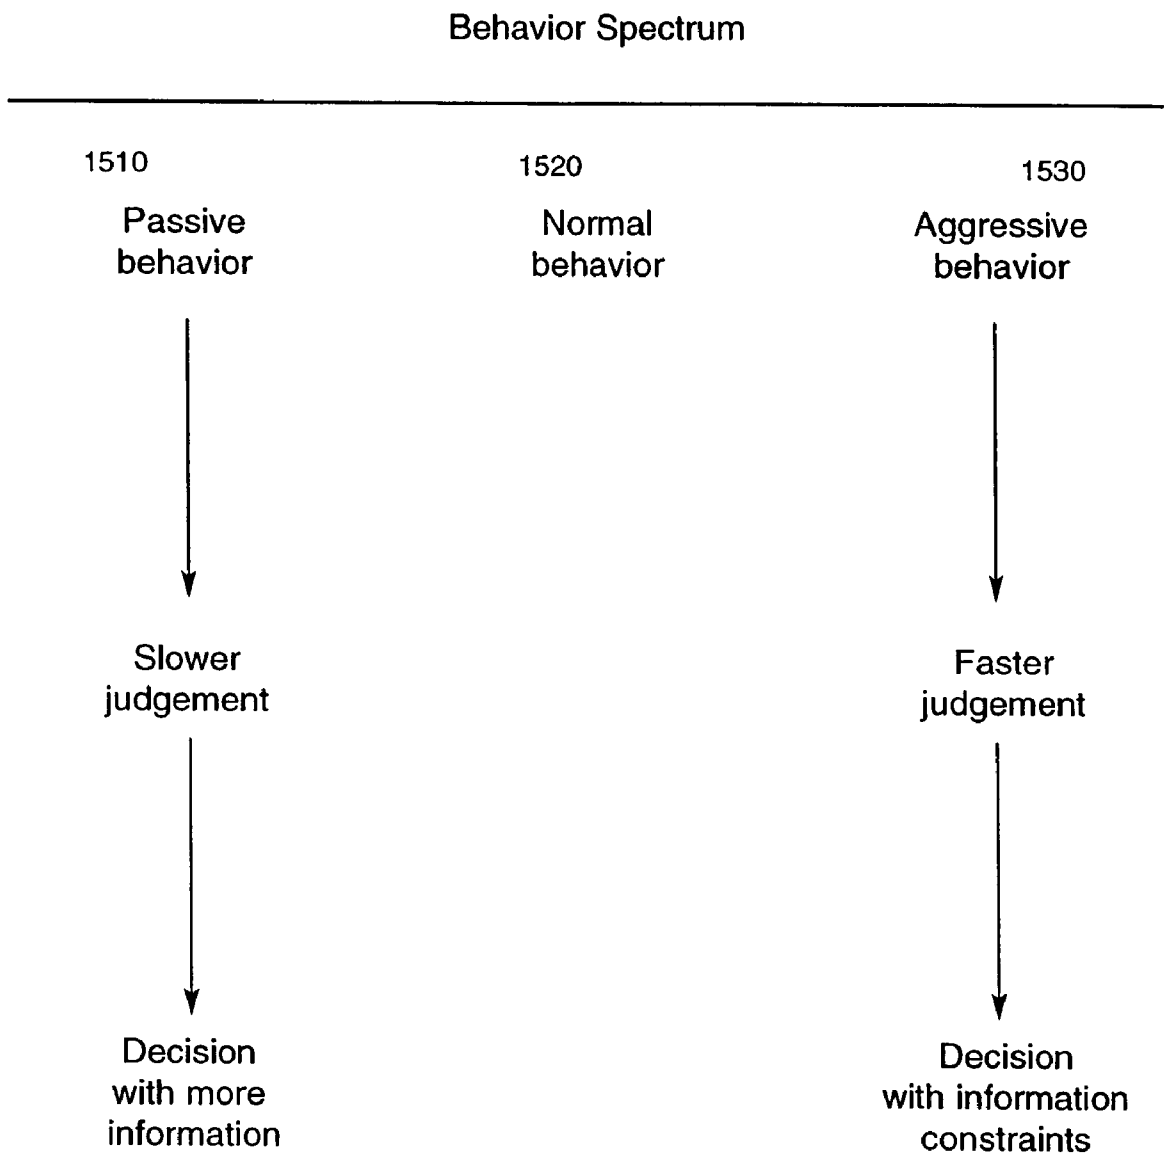 Behavior Spectrum
1510
1520
1530
Passive
behavior
Normal
behavior
Aggressive
behavior
Slower
judgement
Faster
judgement
Decision
with more
information
Decision
with information
constraints